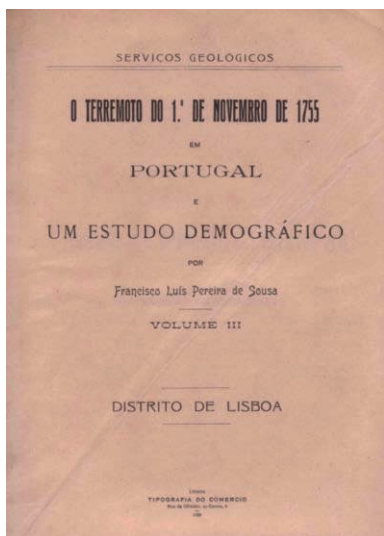 SERVIÇOS GEOLÓGICOS
O TERREMOTO DO 1.º DE NOVEMBRO DE 1755
EM
PORTUGAL
E
UM ESTUDO DEMOGRÁFICO
POR
Francisco Luís Pereira de Sousa
VOLUME III
DISTRITO DE LISBOA
LISBOA
TIPOGRAFIA DO COMERCIO